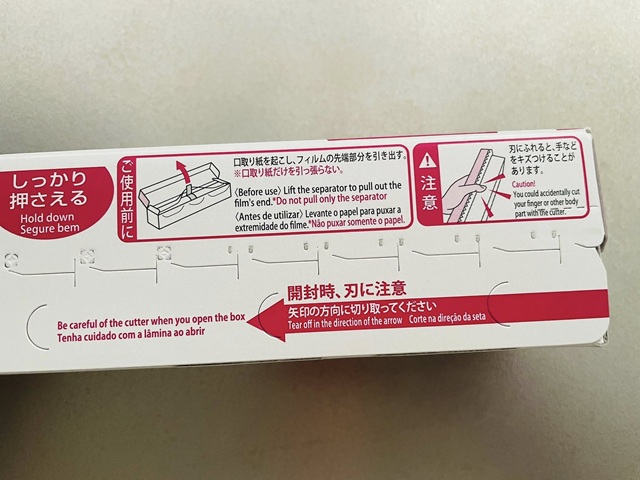 しっかり
押さえる
Hold down
Segure bem
ご使用前に
口取り紙を起こし、フィルムの先端部分を引き出す。
※口取り紙だけを引っ張らない。
〈Before use〉 Lift the separator to pull out the
film's end.*Do not pull only the separator
〈Antes de utilizar〉 Levante o papel para puxar a
extremidade do filme.*Não puxar somente o papel.
注意
刃にふれると、手など
をキズつけることが
あります。
Caution!
You could accidentally cut
your finger or other body
part with the cutter.
開封時、刃に注意
矢印の方向に切り取ってください
Tear off in the direction of the arrow Corte na direção da seta
Be careful of the cutter when you open the box
Tenha cuidado com a lâmina ao abrir